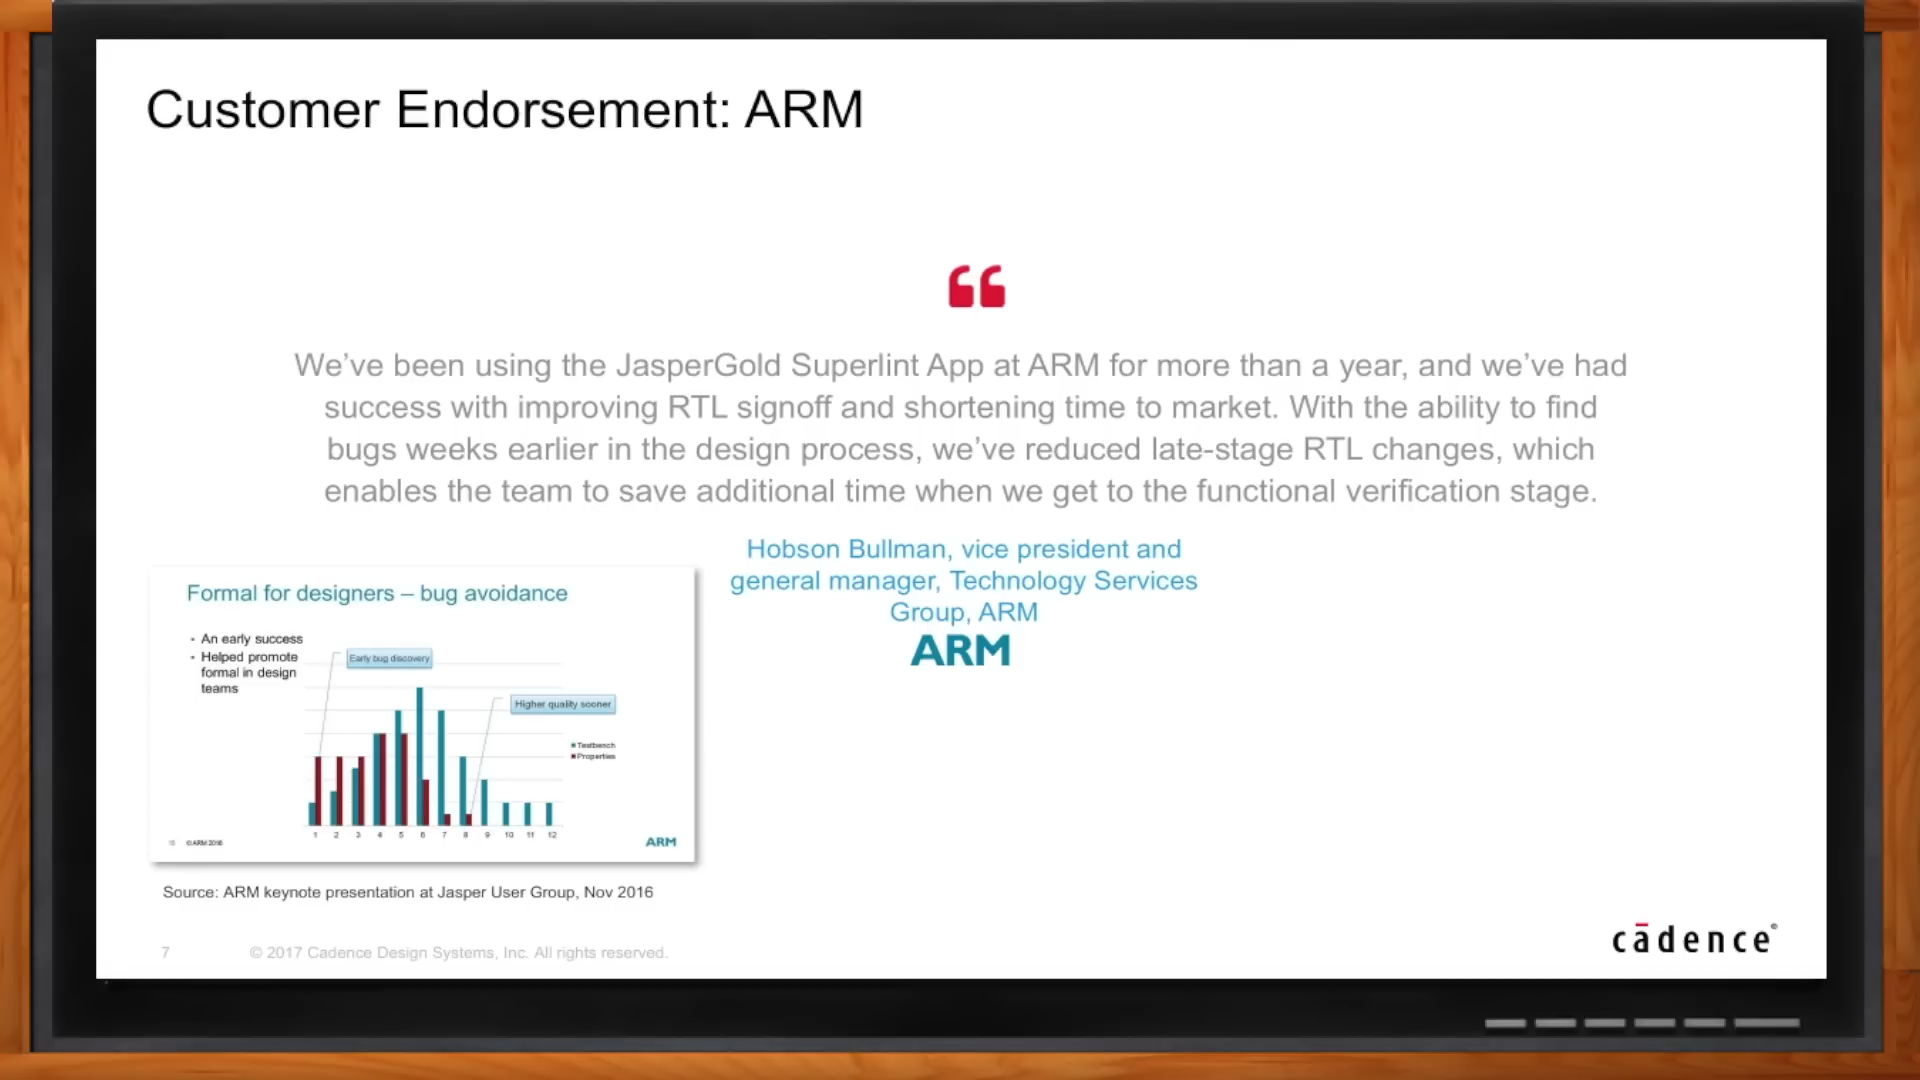 Customer Endorsement: ARM
We’ve been using the JasperGold Superlint App at ARM for more than a year, and we’ve had
success with improving RTL signoff and shortening time to market. With the ability to find
bugs weeks earlier in the design process, we’ve reduced late-stage RTL changes, which
enables the team to save additional time when we get to the functional verification stage.
Hobson Bullman, vice president and
general manager, Technology Services
Group, ARM
ARM
Formal for designers – bug avoidance
• An early success
• Helped promote
formal in design
teams
Early bug discovery
Higher quality sooner
Testbench
Properties
1 2 3 4 5 6 7 8 9 10 11 12
© ARM 2016
ARM
Source: ARM keynote presentation at Jasper User Group, Nov 2016
7 © 2017 Cadence Design Systems, Inc. All rights reserved.
cādence®